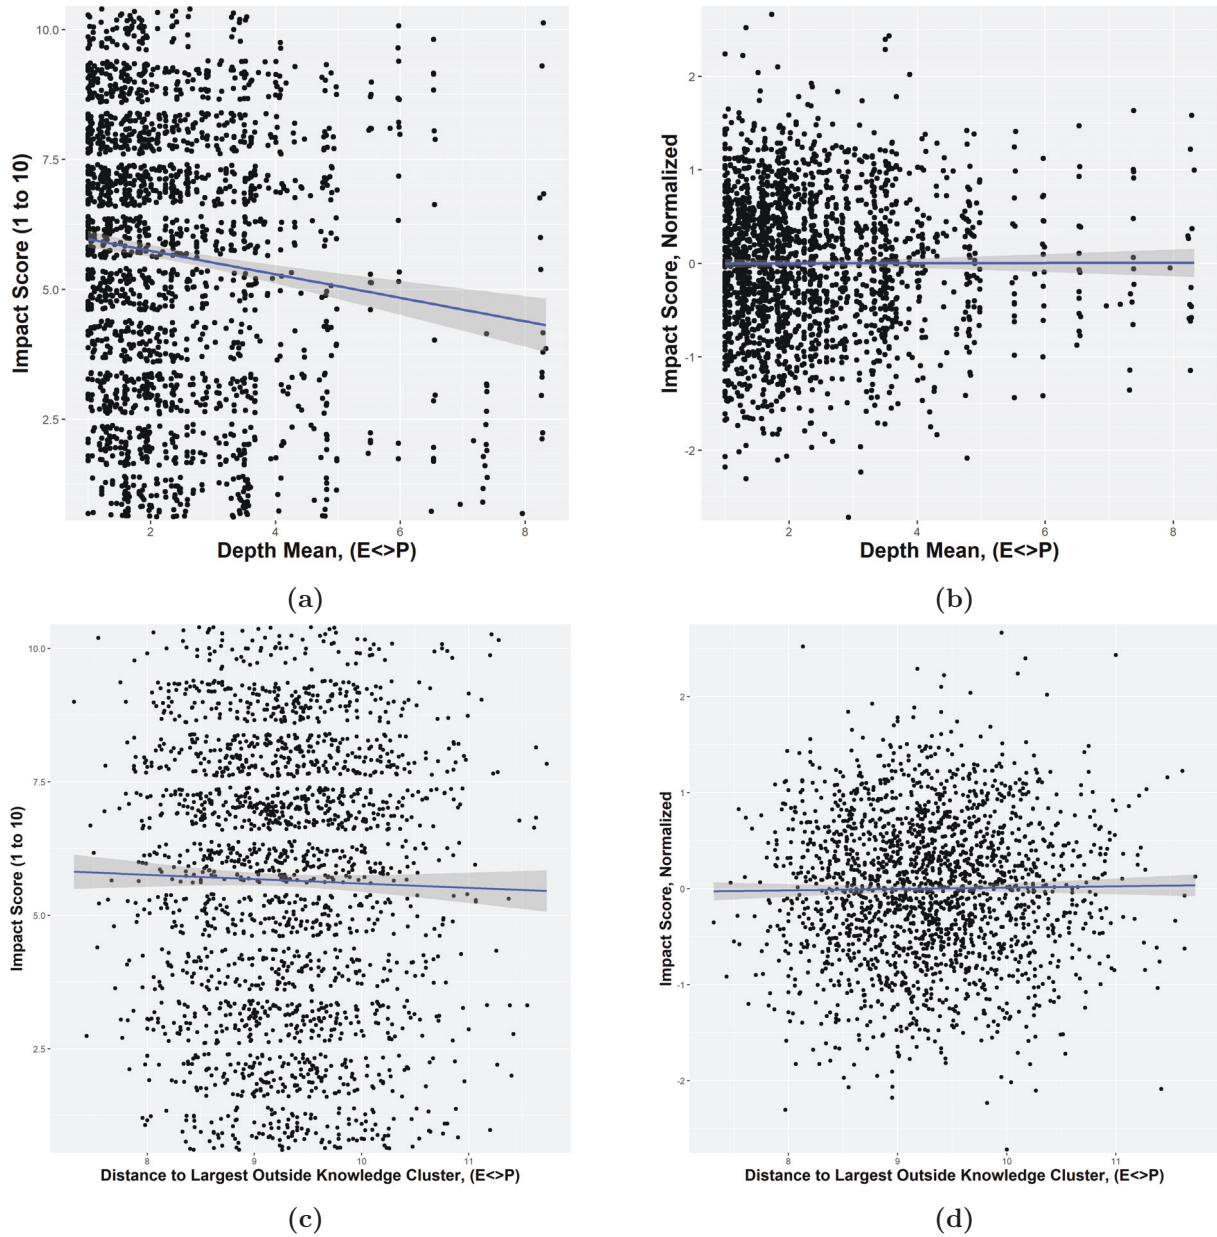 10.0
7.5
5.0
2.5
Impact Score (1 to 10)
2 4 6 8
Depth Mean, (E<>P)
(a)
2
1
0
-1
-2
Impact Score, Normalized
2 4 6 8
Depth Mean, (E<>P)
(b)
10.0
7.5
5.0
2.5
Impact Score (1 to 10)
8 9 10 11
Distance to Largest Outside Knowledge Cluster, (E<>P)
(c)
2
1
0
-1
-2
Impact Score, Normalized
8 9 10 11
Distance to Largest Outside Knowledge Cluster, (E<>P)
(d)